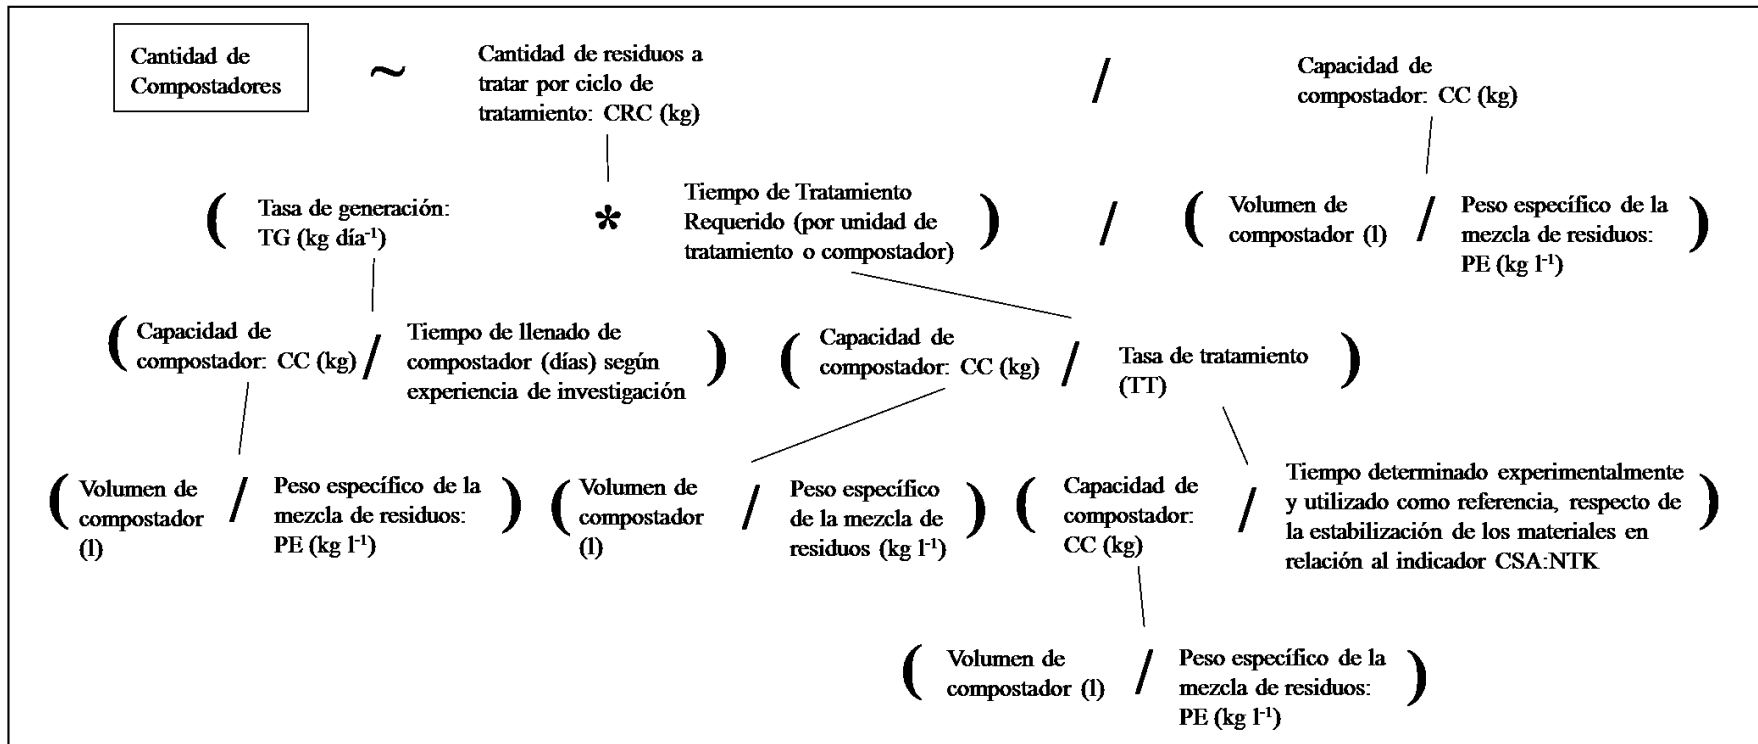 Cantidad de
Compostadores
~
Cantidad de residuos a
tratar por ciclo de
tratamiento: CRC (kg)
/
Capacidad de
compostador: CC (kg)
(
Tasa de generación:
TG (kg día⁻¹)
*
Tiempo de Tratamiento
Requerido (por unidad de
tratamiento o compostador)
)
/
(
Volumen de
compostador (l)
/
Peso específico de la
mezcla de residuos:
PE (kg l⁻¹)
)
(
Capacidad de
compostador: CC (kg)
/
Tiempo de llenado de
compostador (días) según
experiencia de investigación
)
(
Capacidad de
compostador: CC (kg)
/
Tasa de tratamiento
(TT)
)
(
Volumen de
compostador
(l)
/
Peso específico de la
mezcla de residuos:
PE (kg l⁻¹)
)
(
Volumen de
compostador
(l)
/
Peso específico
de la mezcla de
residuos (kg l⁻¹)
)
(
Capacidad de
compostador:
CC (kg)
/
Tiempo determinado experimentalmente
y utilizado como referencia, respecto de
la estabilización de los materiales en
relación al indicador CSA:NTK
)
(
Volumen de
compostador (l)
/
Peso específico de la
mezcla de residuos:
PE (kg l⁻¹)
)